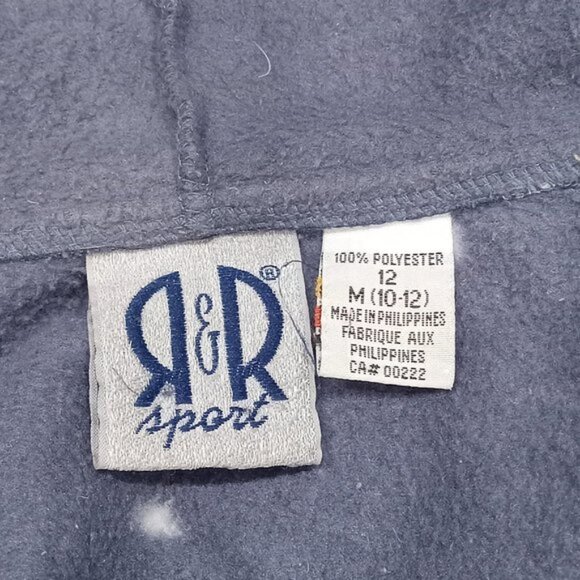 R&R®
sport
100% POLYESTER
12
M (10-12)
MADE IN PHILIPPINES
FABRIQUE AUX
PHILIPPINES
CA# 00222